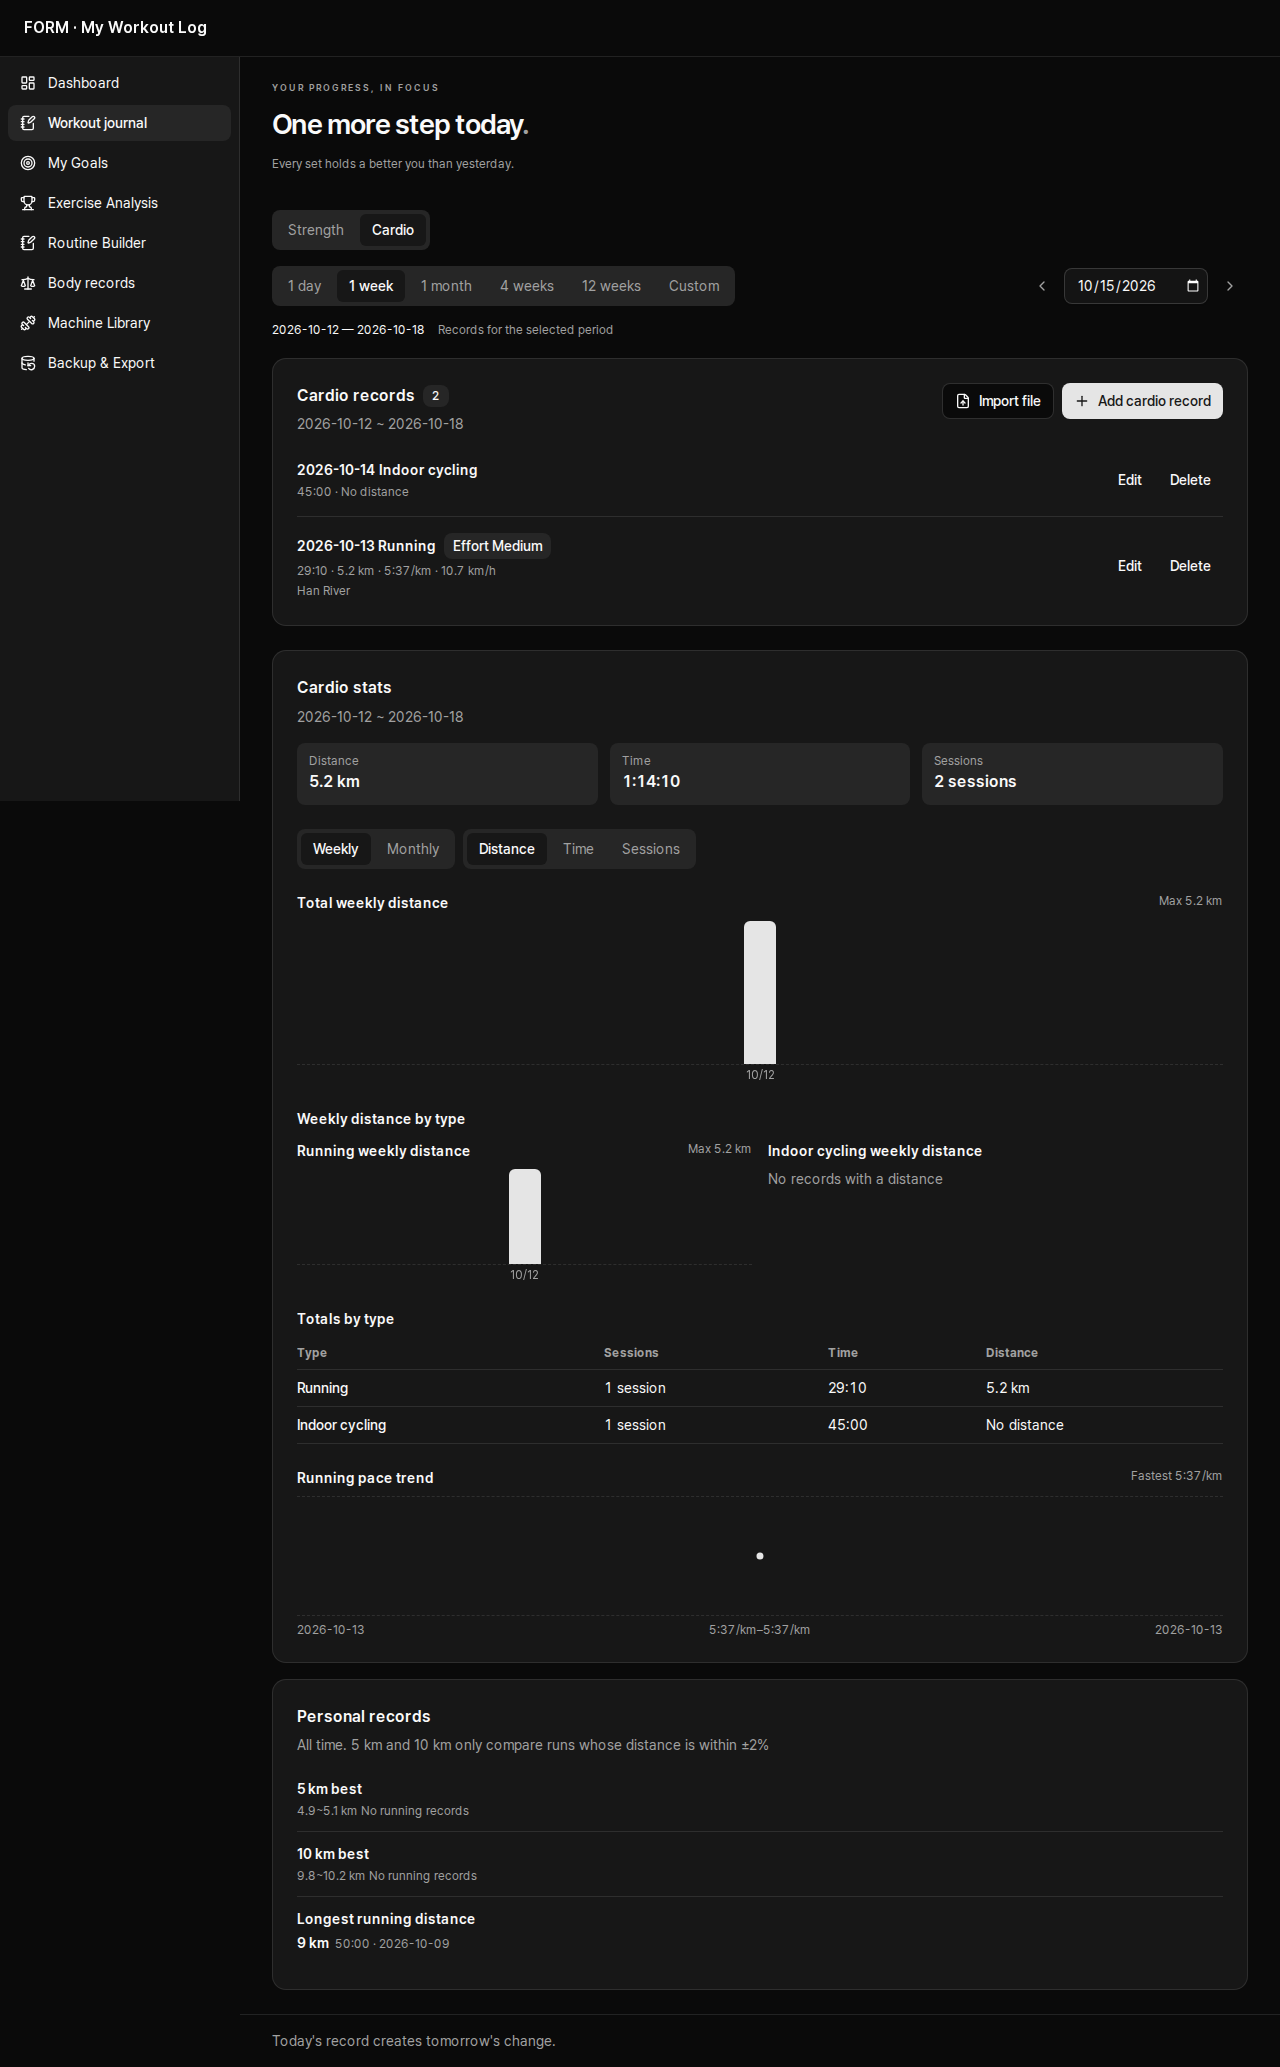 FORM · My Workout Log
Dashboard
Workout journal
My Goals
Exercise Analysis
Routine Builder
Body records
Machine Library
Backup & Export
YOUR PROGRESS, IN FOCUS
One more step today.
Every set holds a better you than yesterday.
Strength Cardio
1 day 1 week 1 month 4 weeks 12 weeks Custom
10/15/2026
2026-10-12 — 2026-10-18 Records for the selected period
Cardio records 2
Import file
Add cardio record
2026-10-12 ~ 2026-10-18
2026-10-14 Indoor cycling
45:00 · No distance
Edit Delete
2026-10-13 Running Effort Medium
29:10 · 5.2 km · 5:37/km · 10.7 km/h
Han River
Edit Delete
Cardio stats
2026-10-12 ~ 2026-10-18
Distance
5.2 km
Time
1:14:10
Sessions
2 sessions
Weekly Monthly Distance Time Sessions
Total weekly distance Max 5.2 km
10/12
Weekly distance by type
Running weekly distance Max 5.2 km
10/12
Indoor cycling weekly distance
No records with a distance
Totals by type
Type Sessions Time Distance
Running 1 session 29:10 5.2 km
Indoor cycling 1 session 45:00 No distance
Running pace trend Fastest 5:37/km
2026-10-13 5:37/km–5:37/km 2026-10-13
Personal records
All time. 5 km and 10 km only compare runs whose distance is within ±2%
5 km best
4.9~5.1 km No running records
10 km best
9.8~10.2 km No running records
Longest running distance
9 km 50:00 · 2026-10-09
Today's record creates tomorrow's change.